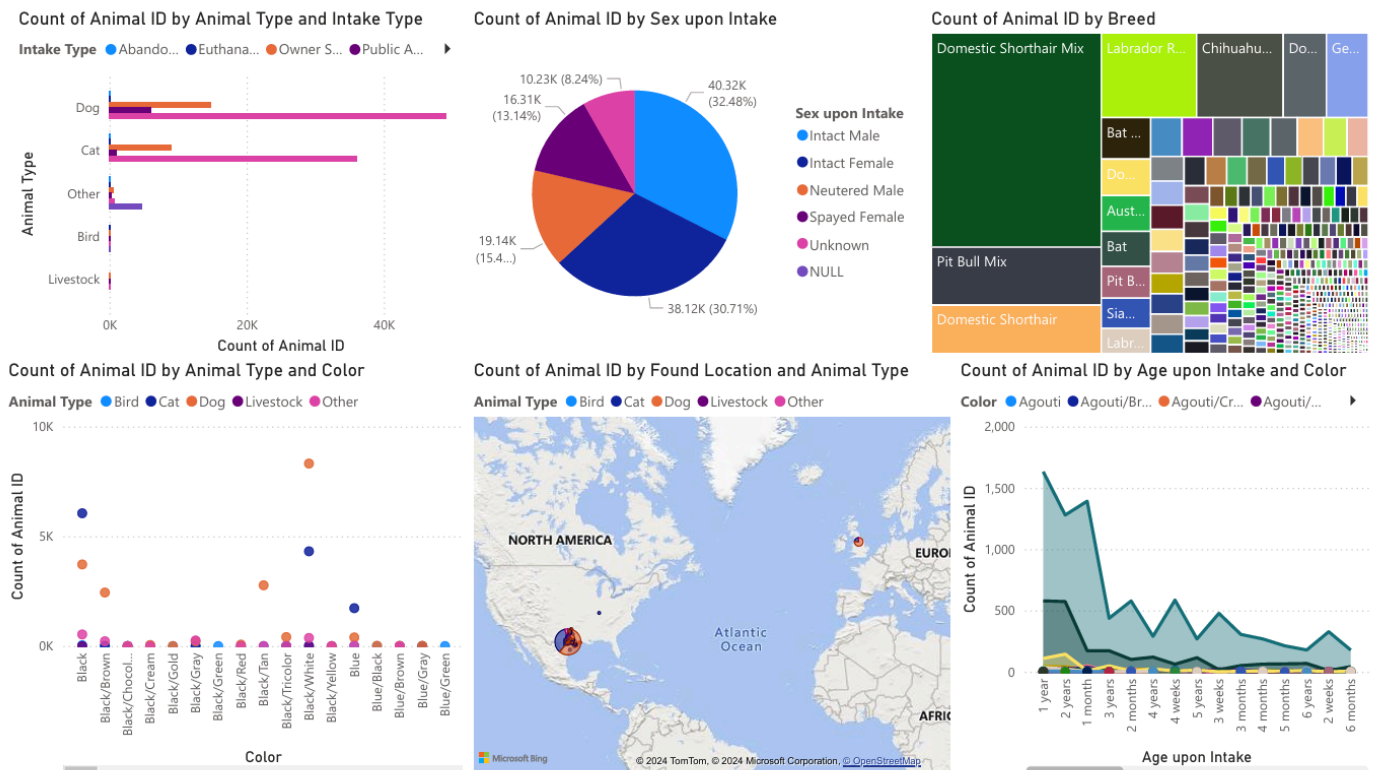 Count of Animal ID by Animal Type and Intake Type
Intake Type Abando... Euthana... Owner S... Public A...
Animal Type
Dog
Cat
Other
Bird
Livestock
0K 20K 40K
Count of Animal ID
Count of Animal ID by Sex upon Intake
10.23K (8.24%)
16.31K
(13.14%)
40.32K
(32.48%)
19.14K
(15.4...)
38.12K (30.71%)
Sex upon Intake
Intact Male
Intact Female
Neutered Male
Spayed Female
Unknown
NULL
Count of Animal ID by Breed
Domestic Shorthair Mix
Labrador R...
Chihuahu...
Do...
Ge...
Bat ...
Do...
Aust...
Bat
Pit Bull Mix
Pit B...
Sia...
Domestic Shorthair
Labr...
Count of Animal ID by Animal Type and Color
Animal Type Bird Cat Dog Livestock Other
Count of Animal ID
10K
5K
0K
Black
Black/Brown
Black/Chocol...
Black/Cream
Black/Gold
Black/Gray
Black/Green
Black/Red
Black/Tan
Black/Tricolor
Black/White
Black/Yellow
Blue
Blue/Black
Blue/Brown
Blue/Gray
Blue/Green
Color
Count of Animal ID by Found Location and Animal Type
Animal Type Bird Cat Dog Livestock Other
NORTH AMERICA
EURO
Atlantic
Ocean
AFRIC
Microsoft Bing
© 2024 TomTom, © 2024 Microsoft Corporation, © OpenStreetMap
Count of Animal ID by Age upon Intake and Color
Color Agouti Agouti/Br... Agouti/Cr... Agouti/...
Count of Animal ID
2,000
1,500
1,000
500
0
1 year
2 years
1 month
3 years
2 months
4 years
4 weeks
5 years
3 weeks
3 months
4 months
5 months
6 years
2 weeks
6 months
Age upon Intake